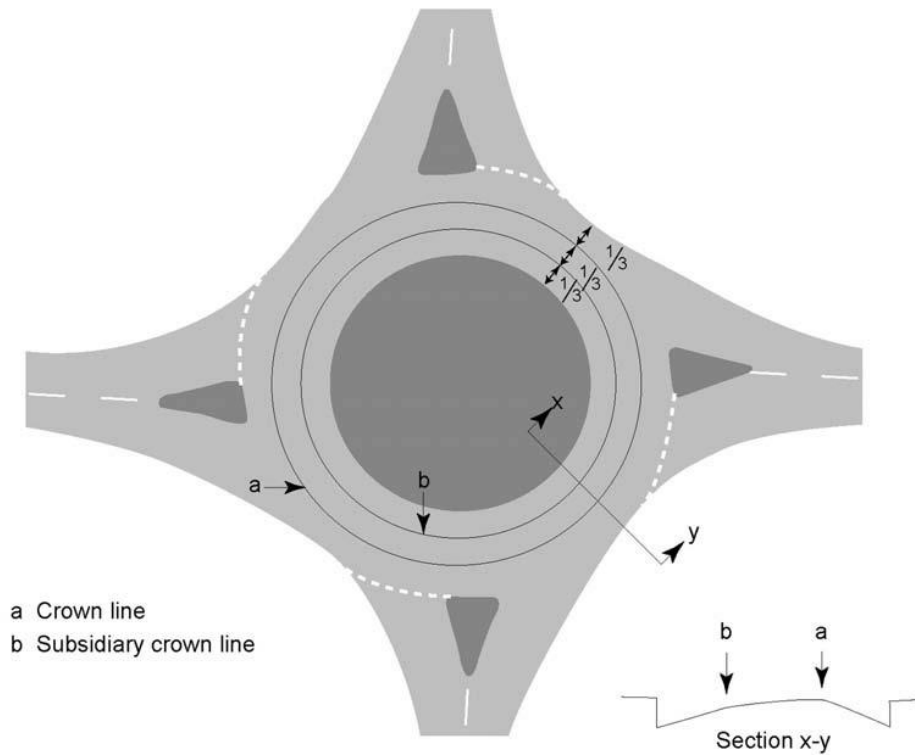 1/3
1/3
1/3
x
a
b
y
a Crown line
b Subsidiary crown line
b
a
Section x-y